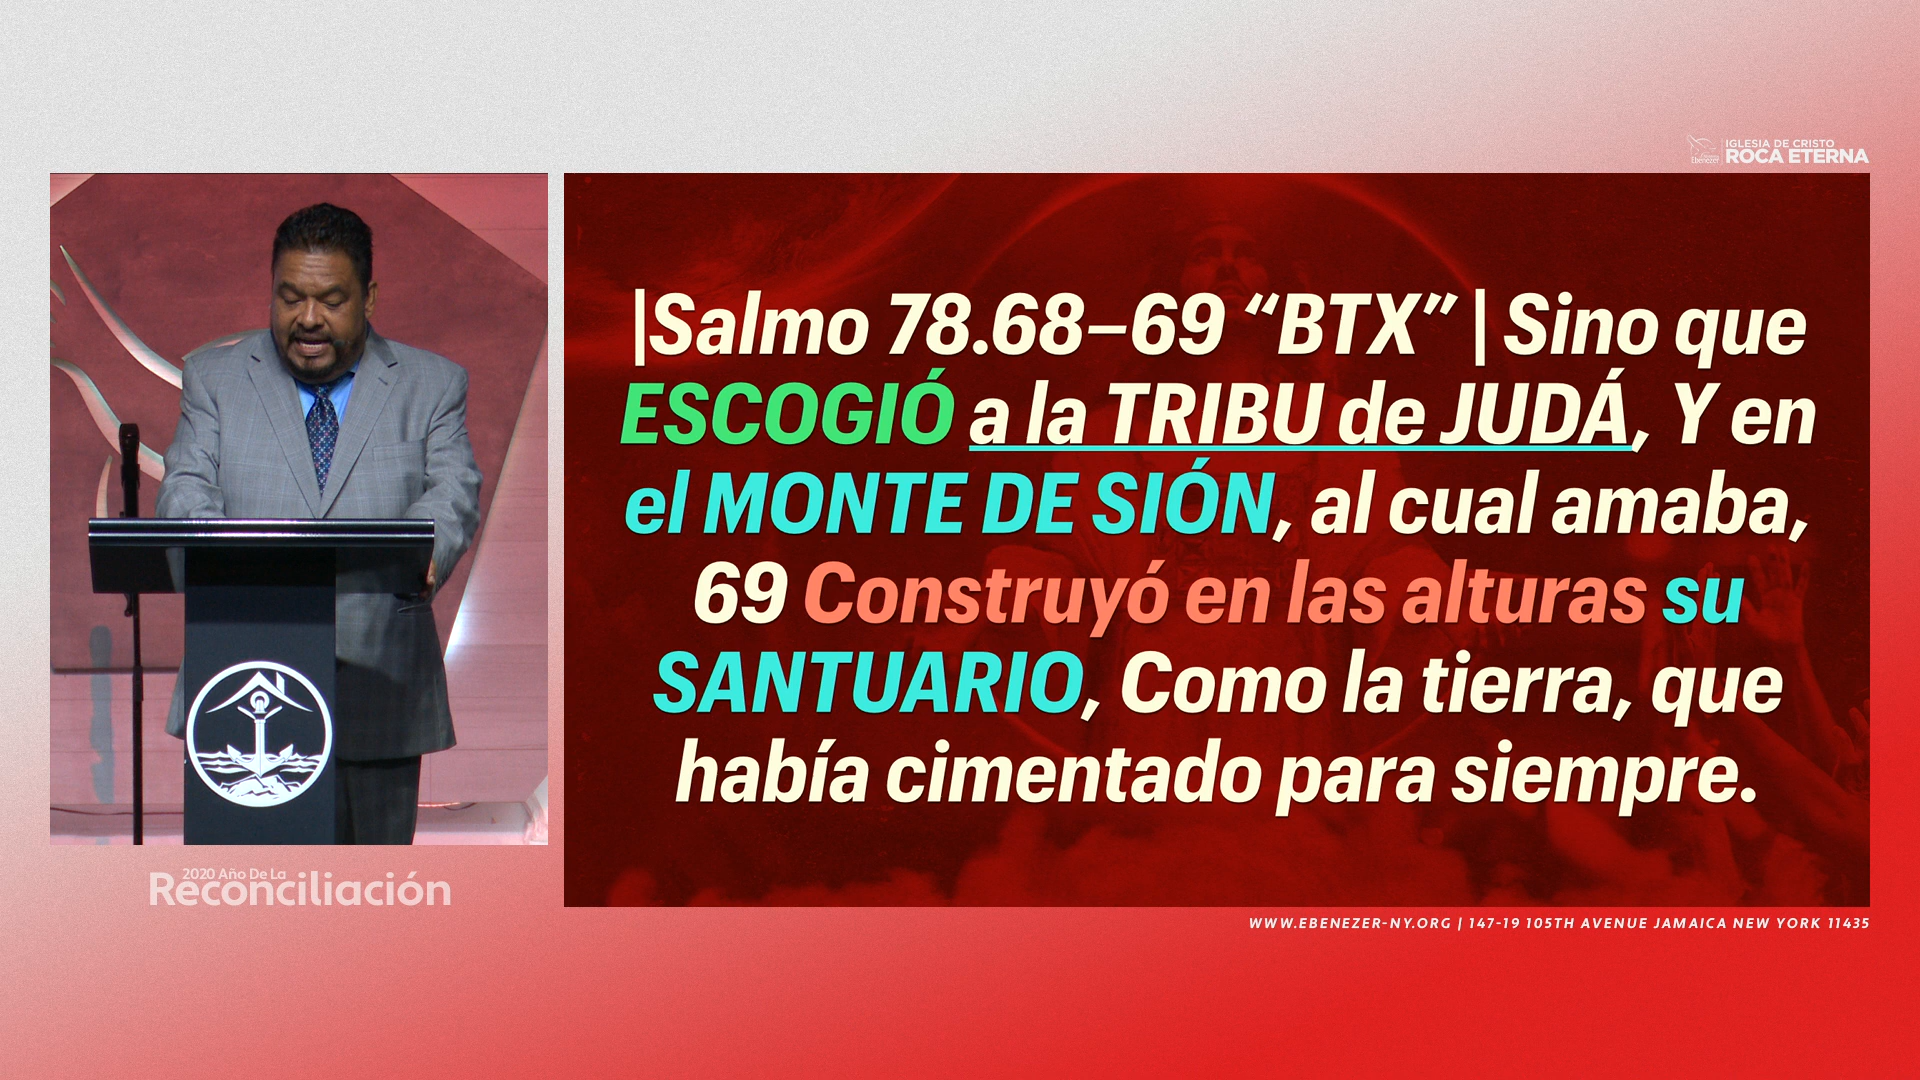 IGLESIA DE CRISTO
Ebenezer
ROCA ETERNA
|Salmo 78.68–69 “BTX” | Sino que
ESCOGIÓ a la TRIBU de JUDÁ, Y en
el MONTE DE SIÓN, al cual amaba,
69 Construyó en las alturas su
SANTUARIO, Como la tierra, que
había cimentado para siempre.
2020 Año De La
Reconciliación
WWW.EBENEZER-NY.ORG | 147-19 105TH AVENUE JAMAICA NEW YORK 11435